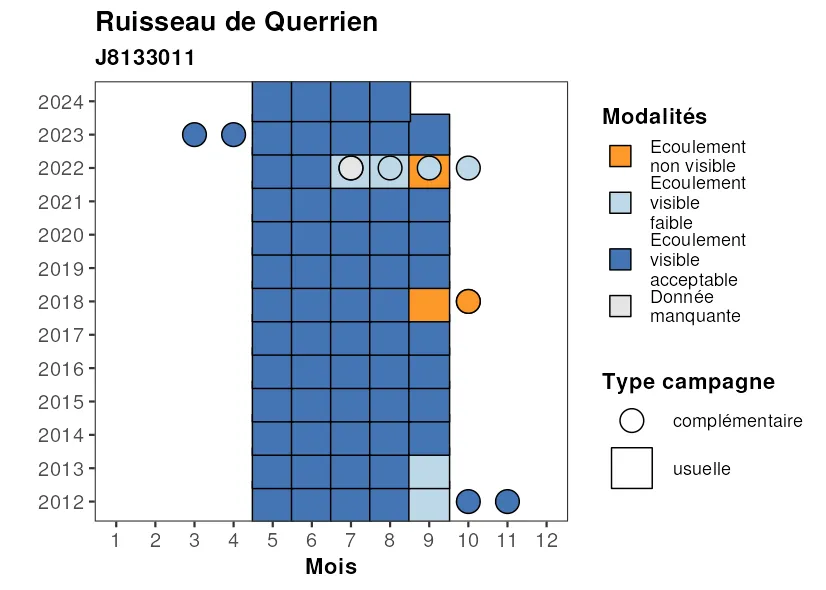 Ruisseau de Querrien
J8133011
2024
2023
2022
2021
2020
2019
2018
2017
2016
2015
2014
2013
2012
1 2 3 4 5 6 7 8 9 10 11 12
Mois
Modalités
Ecoulement
non visible
Ecoulement
visible
faible
Ecoulement
visible
acceptable
Donnée
manquante
Type campagne
complémentaire
usuelle